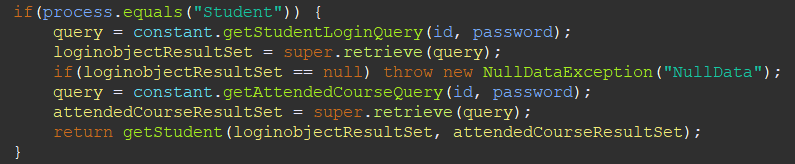 if(process.equals("Student")) {
query = constant.getStudentLoginQuery(id, password);
loginobjectResultSet = super.retrieve(query);
if(loginobjectResultSet == null) throw new NullDataException("NullData");
query = constant.getAttendedCourseQuery(id, password);
attendedCourseResultSet = super.retrieve(query);
return getStudent(loginobjectResultSet, attendedCourseResultSet);
}